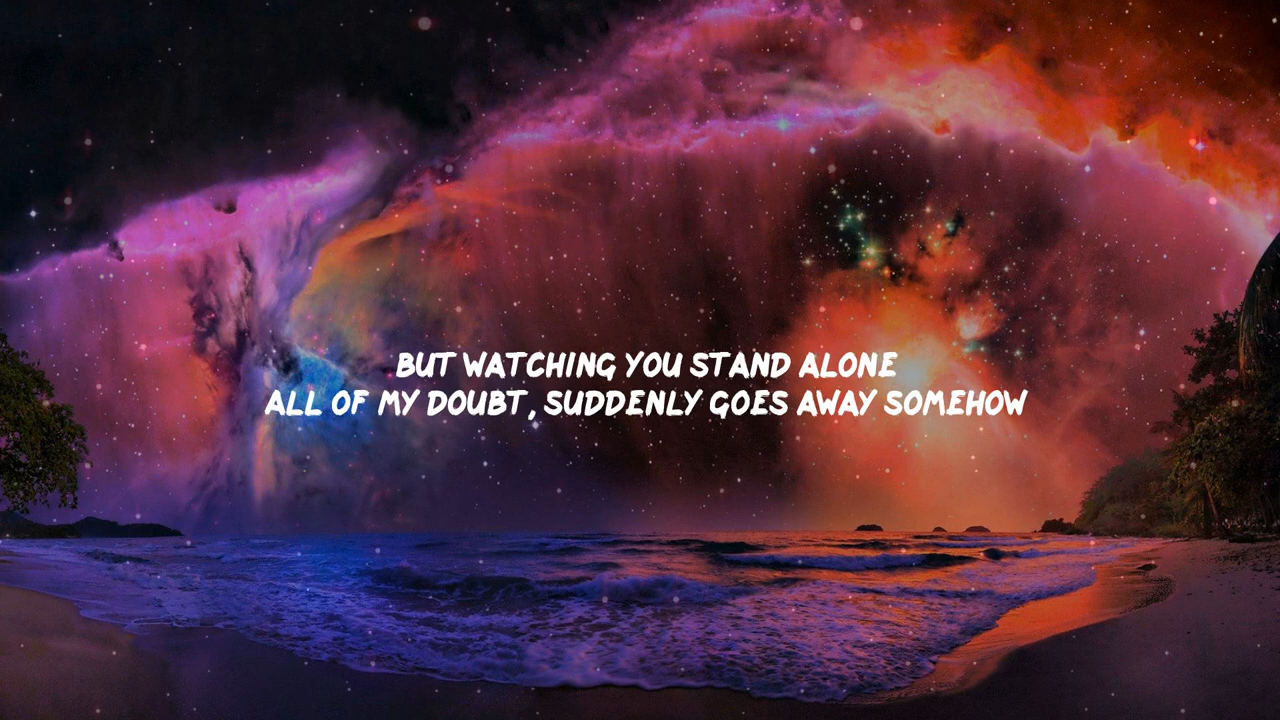 BUT WATCHING YOU STAND ALONE
ALL OF MY DOUBT, SUDDENLY GOES AWAY SOMEHOW